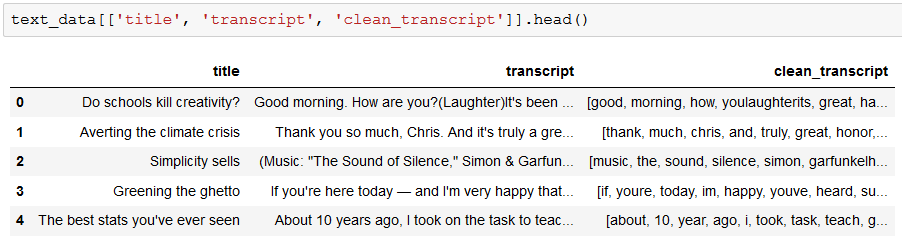 text_data[['title', 'transcript', 'clean_transcript']].head()
title transcript clean_transcript
0 Do schools kill creativity? Good morning. How are you?(Laughter)It's been ... [good, morning, how, youlaughterits, great, ha...
1 Averting the climate crisis Thank you so much, Chris. And it's truly a gre... [thank, much, chris, and, truly, great, honor,...
2 Simplicity sells (Music: "The Sound of Silence," Simon & Garfun... [music, the, sound, silence, simon, garfunkelh...
3 Greening the ghetto If you're here today — and I'm very happy that... [if, youre, today, im, happy, youve, heard, su...
4 The best stats you've ever seen About 10 years ago, I took on the task to teac... [about, 10, year, ago, i, took, task, teach, g...